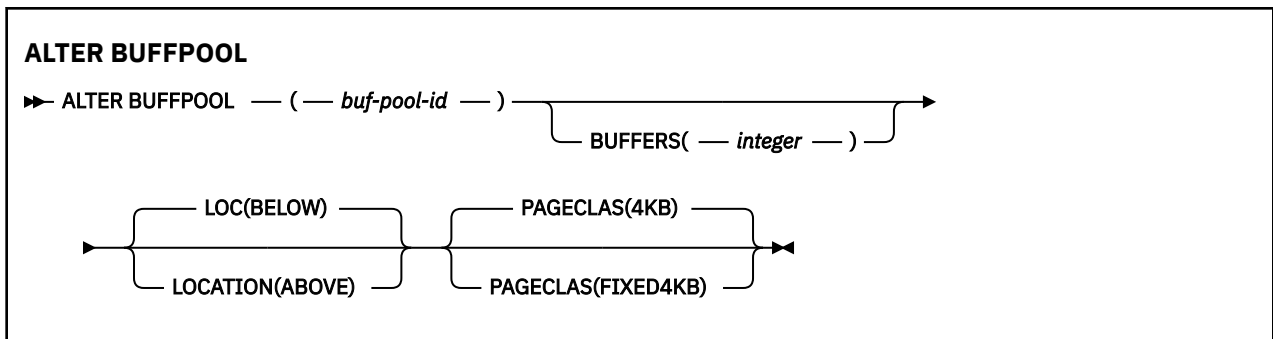 ALTER BUFFPOOL
ALTER BUFFPOOL ( buf-pool-id )
BUFFERS( integer )
LOC(BELOW) PAGECLAS(4KB)
LOCATION(ABOVE) PAGECLAS(FIXED4KB)